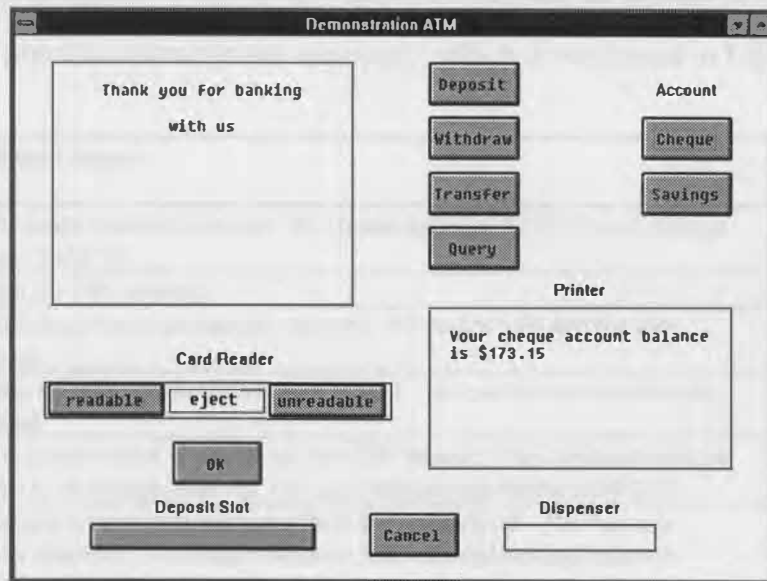 Demonstration ATM
Thank you for banking
with us
Deposit
Withdraw
Transfer
Query
Account
Cheque
Savings
Printer
Your cheque account balance
is $173.15
Card Reader
readable eject unreadable
OK
Deposit Slot
Cancel
Dispenser